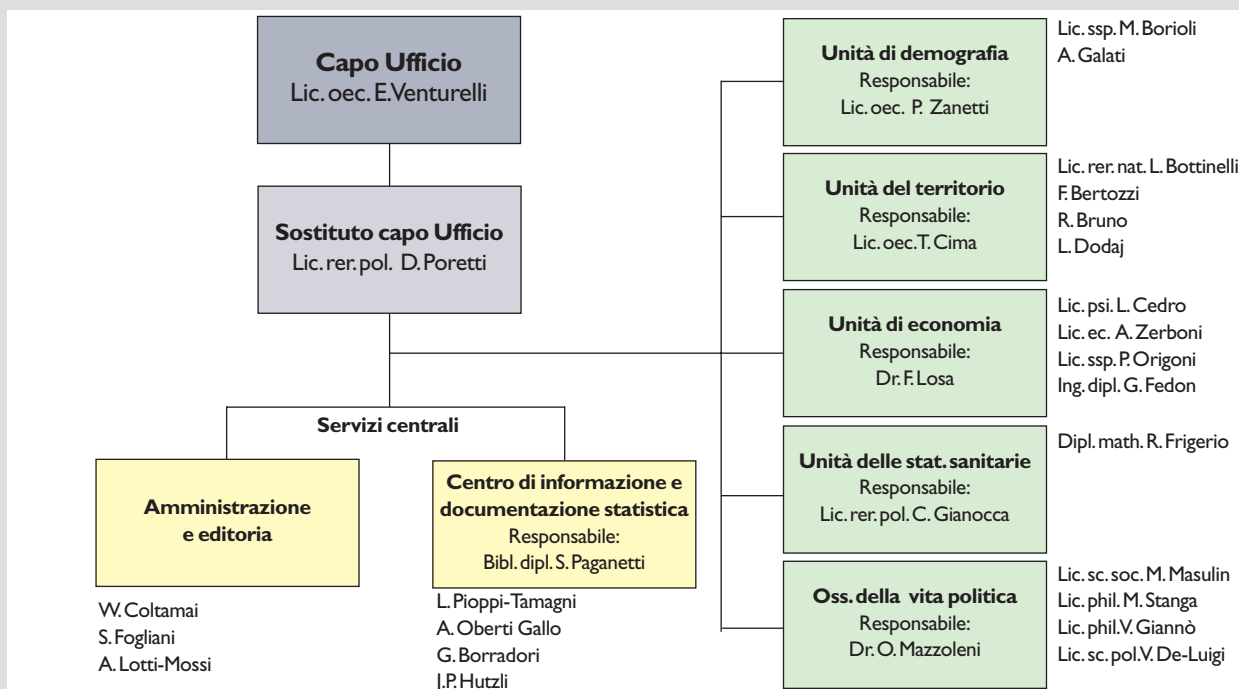 Capo Ufficio
Lic. oec. E.Venturelli
Sostituto capo Ufficio
Lic. rer. pol. D. Poretti
Servizi centrali
Amministrazione
e editoria
W. Coltamai
S. Fogliani
A. Lotti-Mossi
Centro di informazione e
documentazione statistica
Responsabile:
Bibl. dipl. S. Paganetti
L. Pioppi-Tamagni
A. Oberti Gallo
G. Borradori
J.P. Hutzli
Unità di demografia
Responsabile:
Lic. oec. P. Zanetti
Lic. ssp. M. Borioli
A. Galati
Unità del territorio
Responsabile:
Lic. oec. T. Cima
Lic. rer. nat. L. Bottinelli
F. Bertozzi
R. Bruno
L. Dodaj
Unità di economia
Responsabile:
Dr. F. Losa
Lic. psi. L. Cedro
Lic. ec. A. Zerboni
Lic. ssp. P. Origoni
Ing. dipl. G. Fedon
Unità delle stat. sanitarie
Responsabile:
Lic. rer. pol. C. Gianocca
Dipl. math. R. Frigerio
Oss. della vita politica
Responsabile:
Dr. O. Mazzoleni
Lic. sc. soc. M. Masulin
Lic. phil. M. Stanga
Lic. phil. V. Giannò
Lic. sc. pol. V. De-Luigi